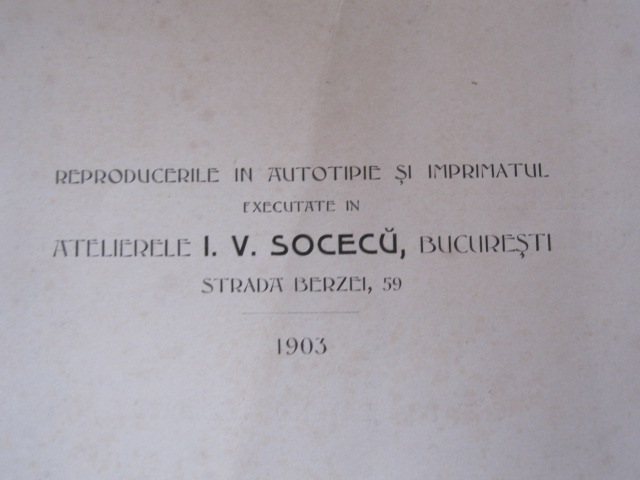 REPRODUCERILE IN AUTOTIPIE ȘI IMPRIMATUL
EXECUTATE IN
ATELIERELE I. V. SOCECŬ, BUCUREȘTI
STRADA BERZEI, 59
1903